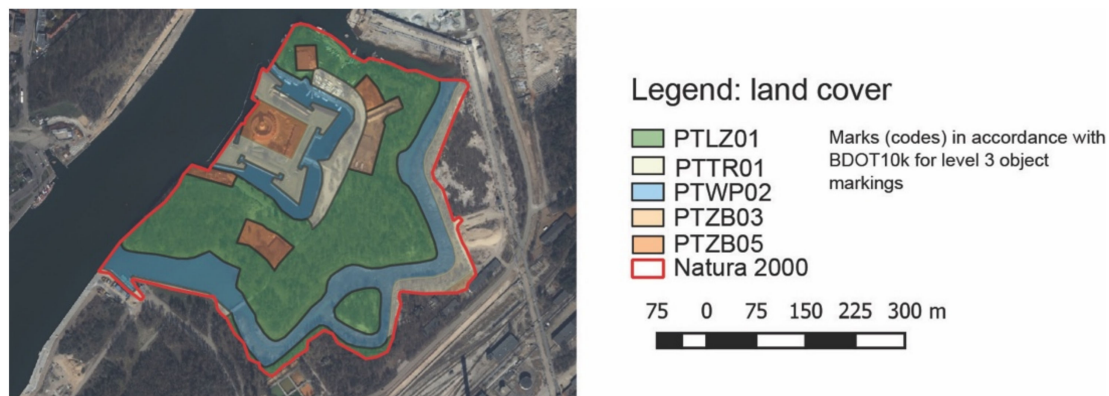 Legend: land cover
PTLZ01
PTTR01
PTWP02
PTZB03
PTZB05
Natura 2000
Marks (codes) in accordance with
BDOT10k for level 3 object
markings
75 0 75 150 225 300 m